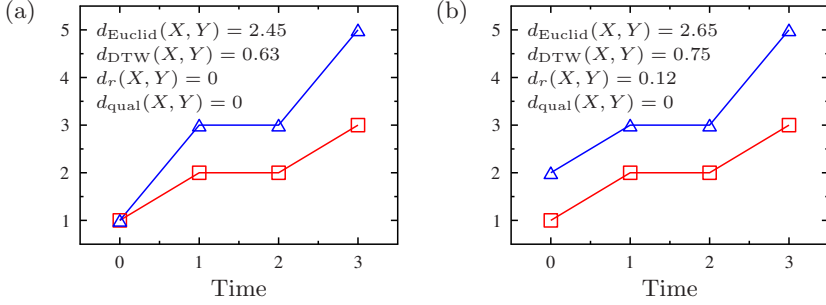 (a)
d_Euclid(X, Y) = 2.45
d_DTW(X, Y) = 0.63
d_r(X, Y) = 0
d_qual(X, Y) = 0
5
4
3
2
1
0 1 2 3
Time
(b)
d_Euclid(X, Y) = 2.65
d_DTW(X, Y) = 0.75
d_r(X, Y) = 0.12
d_qual(X, Y) = 0
5
4
3
2
1
0 1 2 3
Time